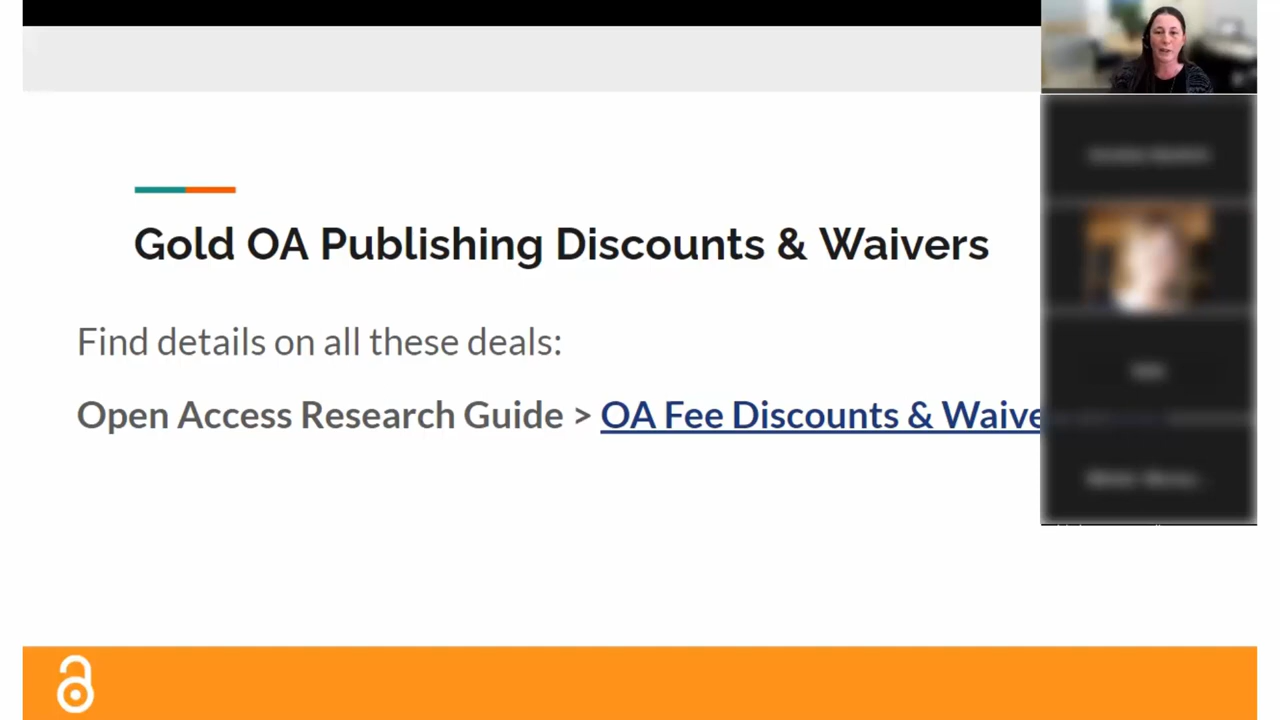 Gold OA Publishing Discounts & Waivers
Find details on all these deals:
Open Access Research Guide > OA Fee Discounts & Waive